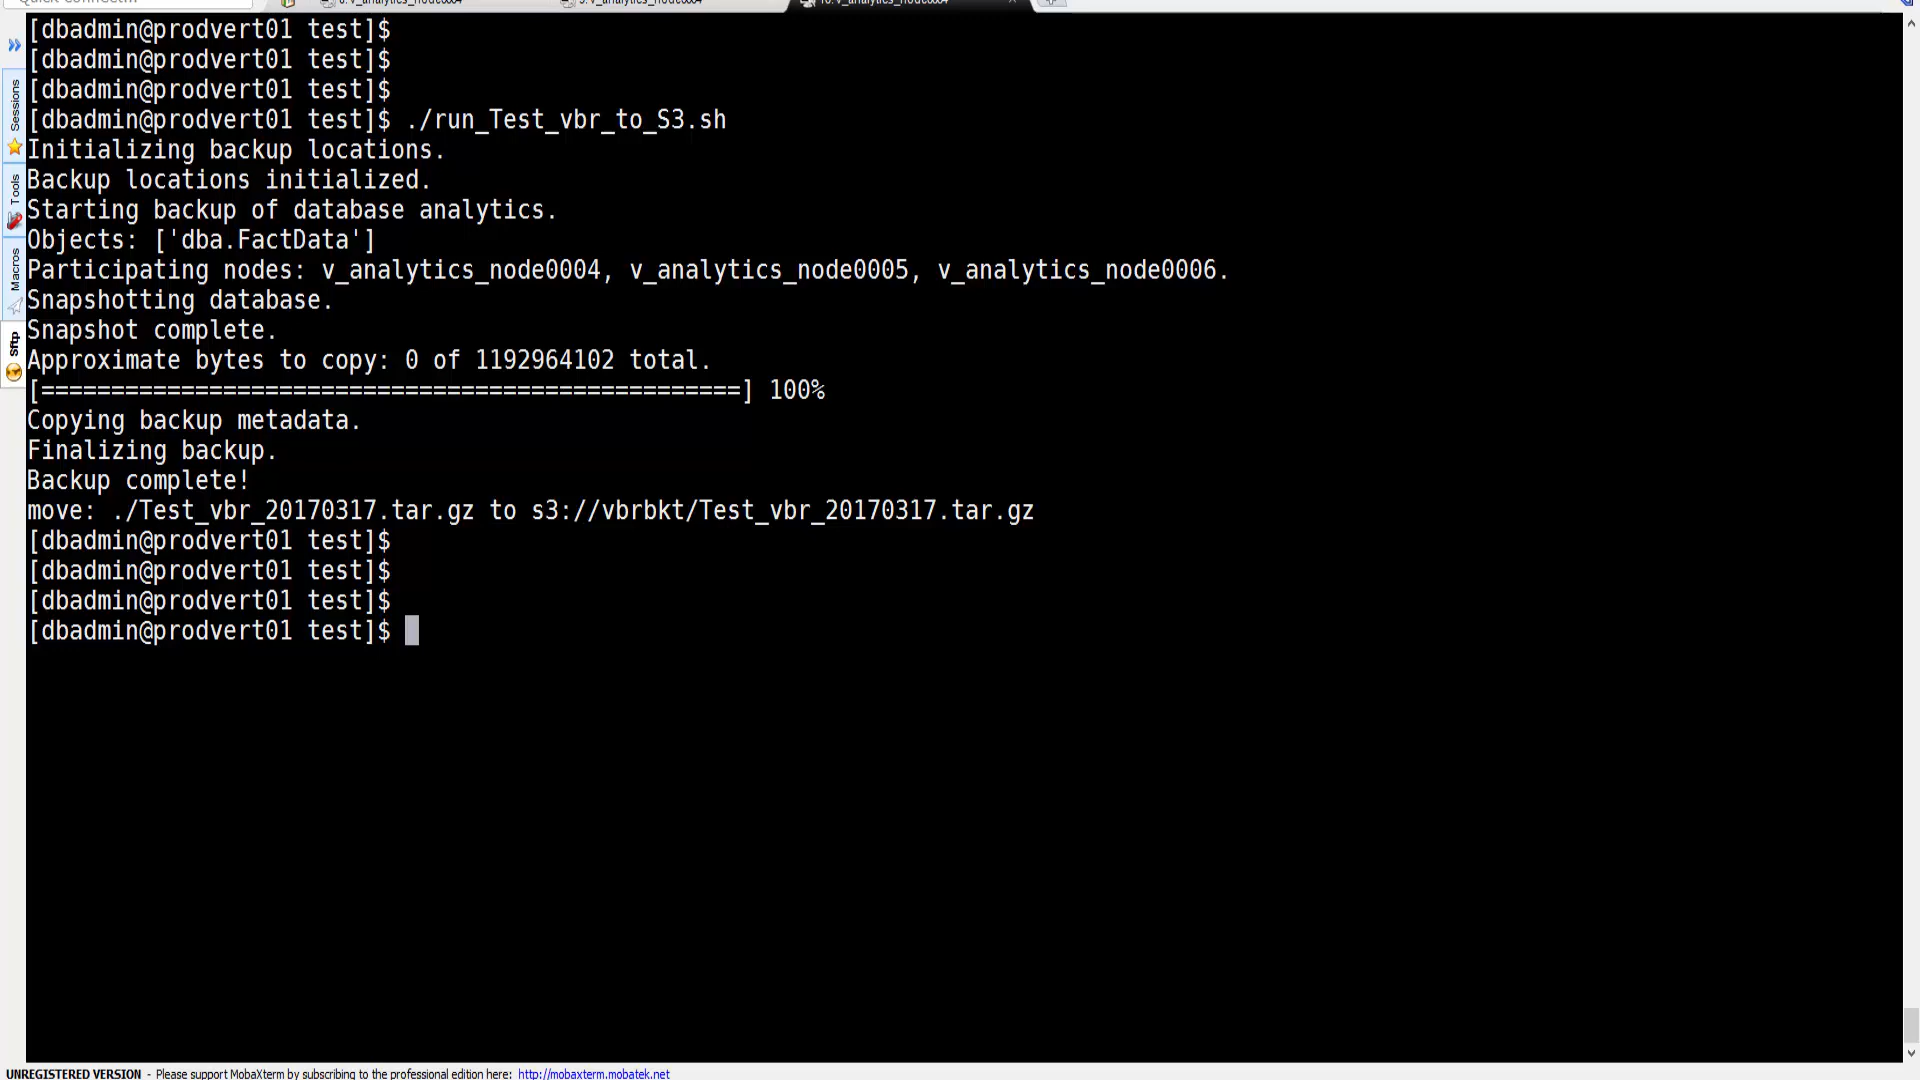 [dbadmin@prodvert01 test]$
[dbadmin@prodvert01 test]$
[dbadmin@prodvert01 test]$
[dbadmin@prodvert01 test]$ ./run_Test_vbr_to_S3.sh
Initializing backup locations.
Backup locations initialized.
Starting backup of database analytics.
Objects: ['dba.FactData']
Participating nodes: v_analytics_node0004, v_analytics_node0005, v_analytics_node0006.
Snapshotting database.
Snapshot complete.
Approximate bytes to copy: 0 of 1192964102 total.
[==================================================] 100%
Copying backup metadata.
Finalizing backup.
Backup complete!
move: ./Test_vbr_20170317.tar.gz to s3://vbrbkt/Test_vbr_20170317.tar.gz
[dbadmin@prodvert01 test]$
[dbadmin@prodvert01 test]$
[dbadmin@prodvert01 test]$
[dbadmin@prodvert01 test]$
Sessions
Tools
Macros
Sftp
UNREGISTERED VERSION - Please support MobaXterm by subscribing to the professional edition here: http://mobaxterm.mobatek.net